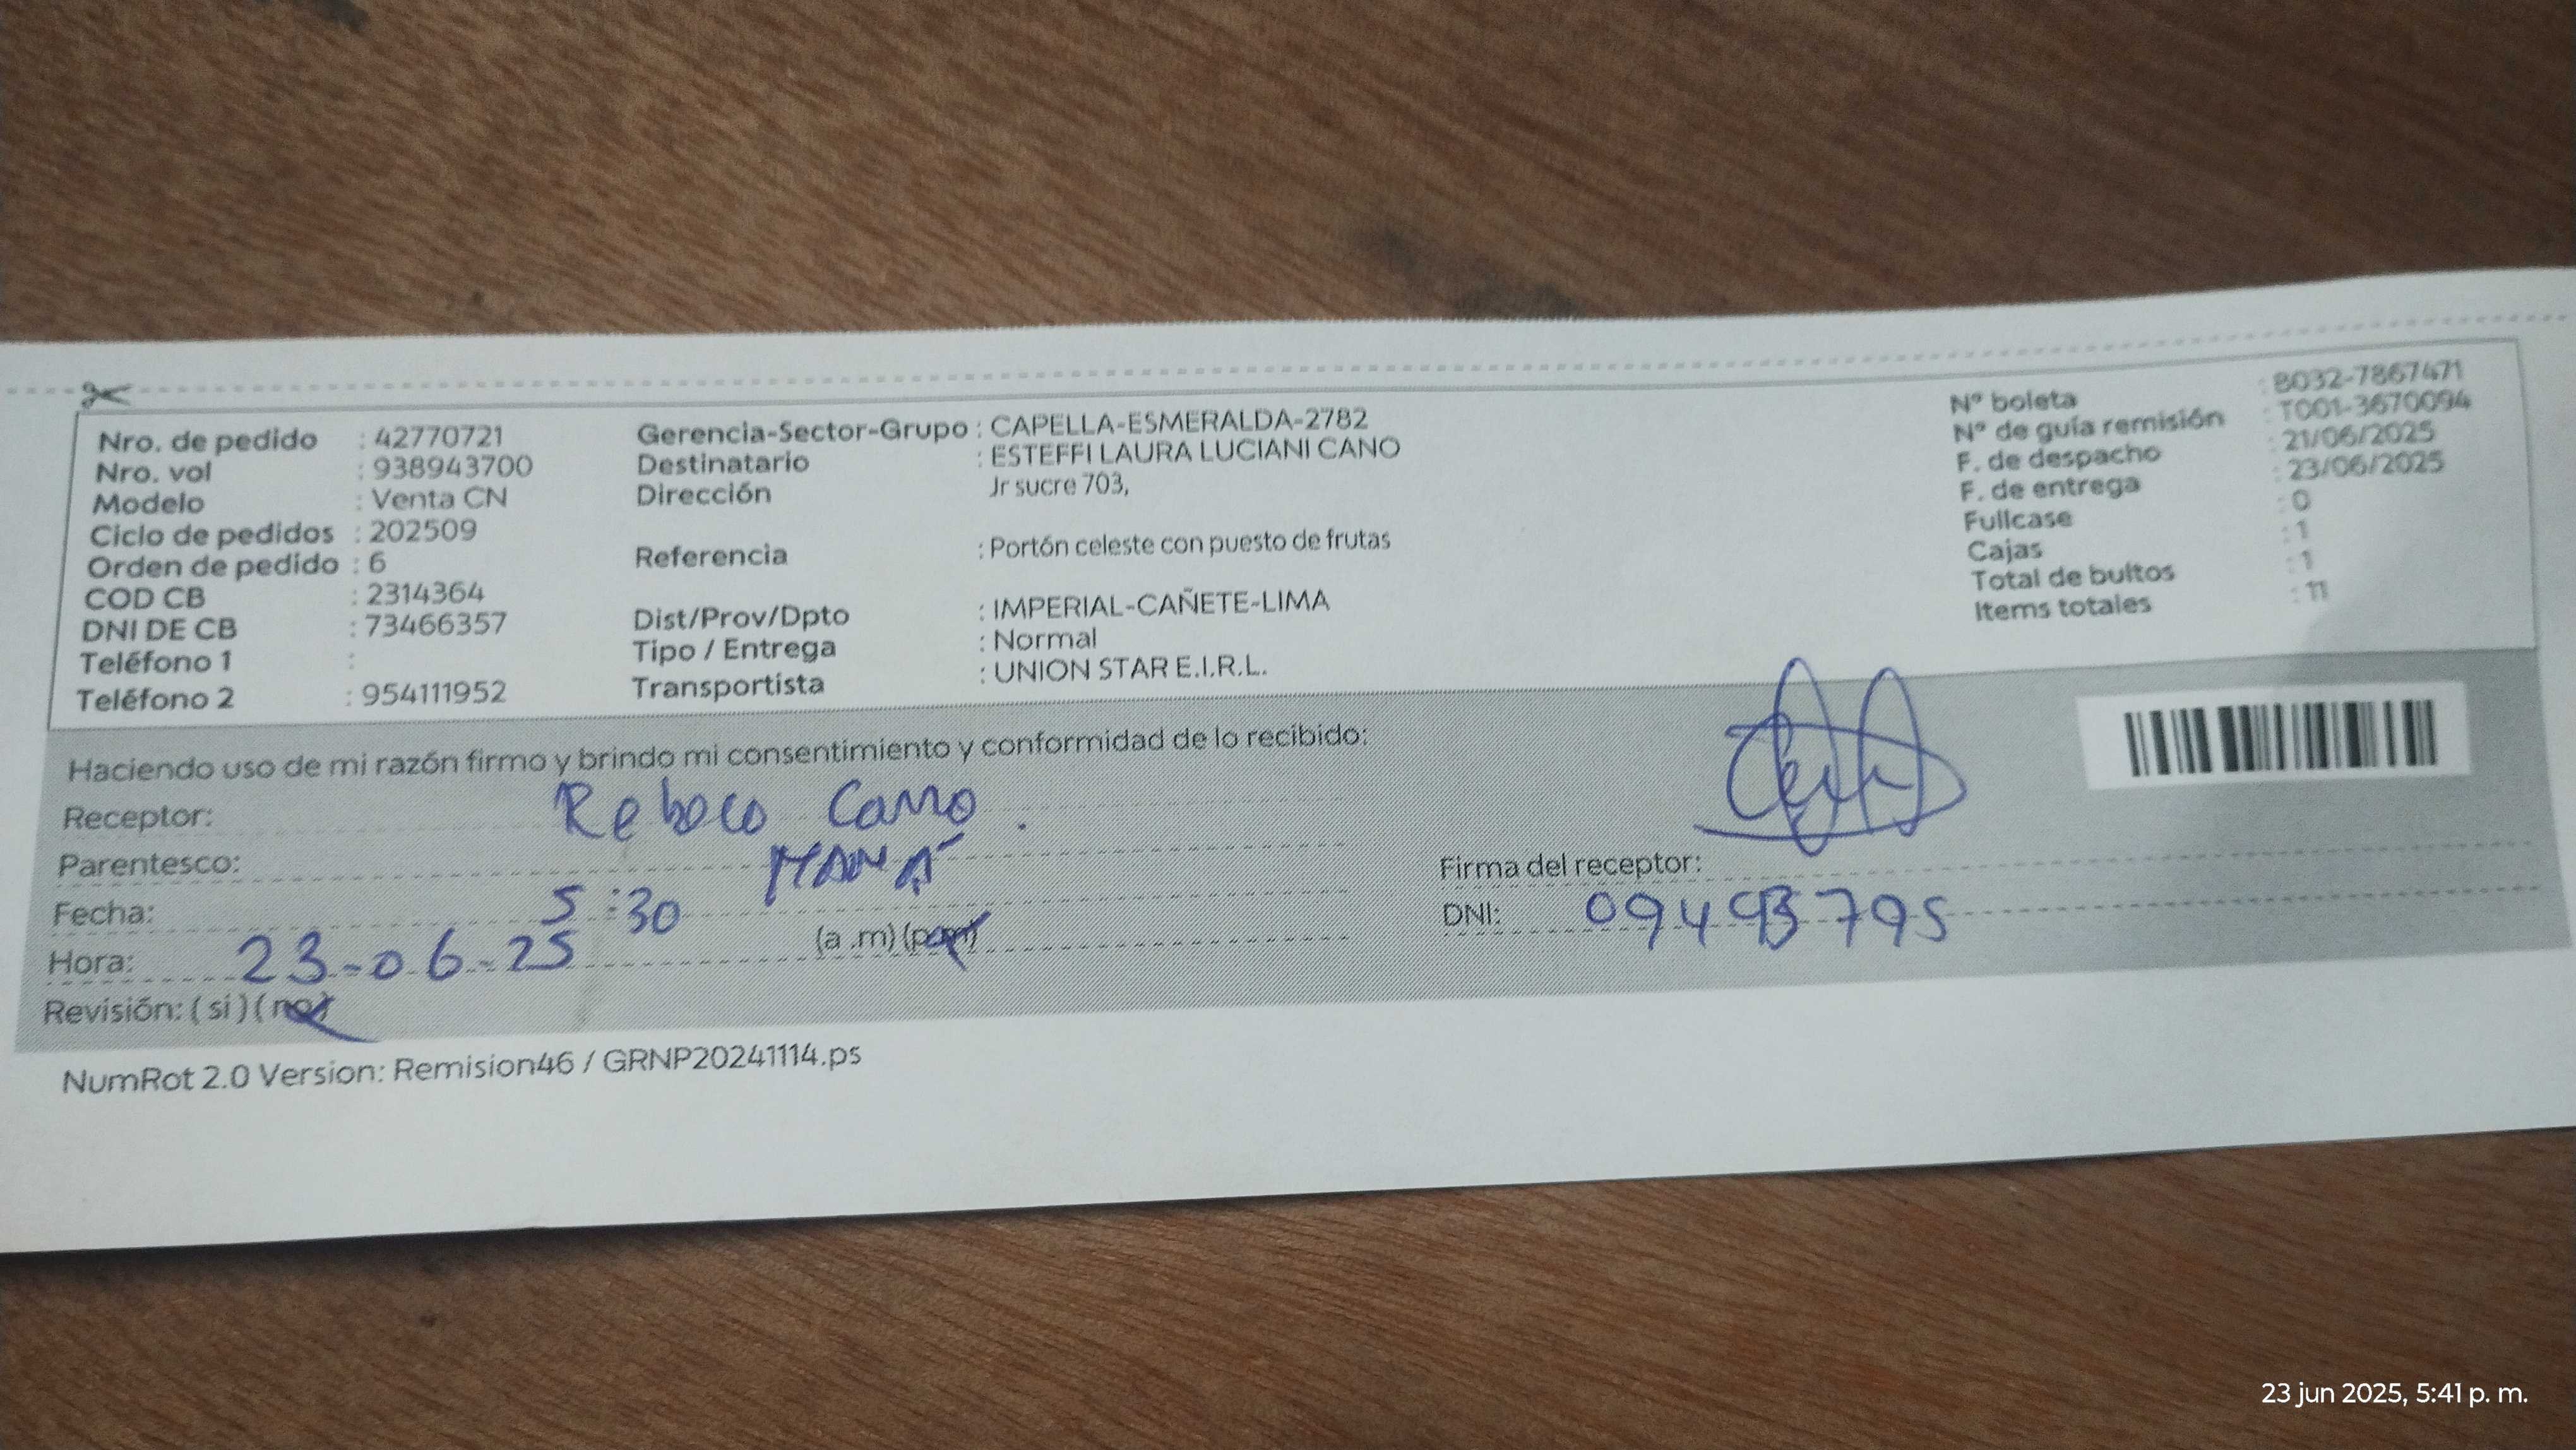 Nro. de pedido : 42770721
Nro. vol : 938943700
Modelo : Venta CN
Ciclo de pedidos : 202509
Orden de pedido : 6
COD CB : 2314364
DNI DE CB : 73466357
Teléfono 1 :
Teléfono 2 : 954111952
Gerencia-Sector-Grupo : CAPELLA-ESMERALDA-2782
Destinatario : ESTEFFI LAURA LUCIANI CANO
Dirección Jr sucre 703,
Referencia : Portón celeste con puesto de frutas
Dist/Prov/Dpto : IMPERIAL-CAÑETE-LIMA
Tipo / Entrega : Normal
Transportista : UNION STAR E.I.R.L.
N° boleta : B032-7867471
N° de guía remisión : T001-3670094
F. de despacho : 21/06/2025
F. de entrega : 23/06/2025
Fullcase : 0
Cajas : 1
Total de bultos : 1
Items totales : 11
Haciendo uso de mi razón firmo y brindo mi consentimiento y conformidad de lo recibido:
Receptor:
Parentesco: MAMÁ
Fecha: 5:30
Hora: 23-06-25 (a .m) (p.m)
Revisión: ( si ) ( no )
Firma del receptor:
DNI:
NumRot 2.0 Version: Remision46 / GRNP20241114.ps
23 jun 2025, 5:41 p. m.